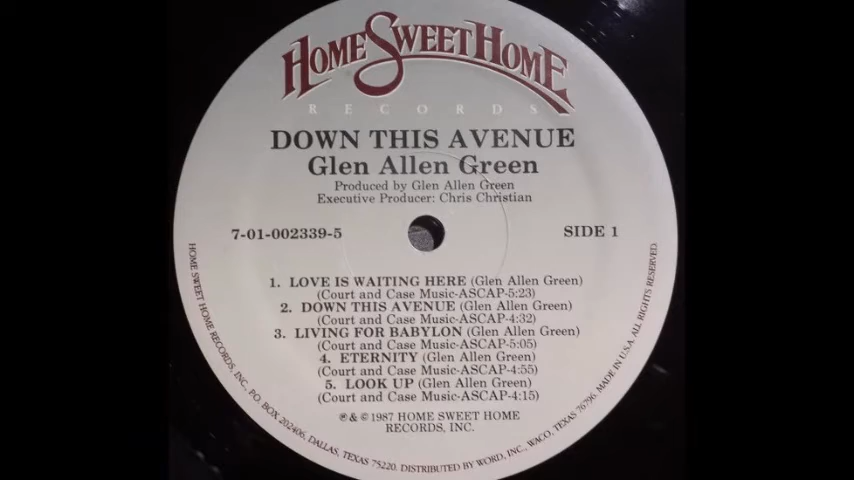 HOME SWEET HOME
RECORDS
DOWN THIS AVENUE
Glen Allen Green
Produced by Glen Allen Green
Executive Producer: Chris Christian
7-01-002339-5
SIDE 1
1. LOVE IS WAITING HERE (Glen Allen Green)
(Court and Case Music-ASCAP-5:23)
2. DOWN THIS AVENUE (Glen Allen Green)
(Court and Case Music-ASCAP-4:32)
3. LIVING FOR BABYLON (Glen Allen Green)
(Court and Case Music-ASCAP-5:05)
4. ETERNITY (Glen Allen Green)
(Court and Case Music-ASCAP-4:55)
5. LOOK UP (Glen Allen Green)
(Court and Case Music-ASCAP-4:15)
℗ & © 1987 HOME SWEET HOME
RECORDS, INC.
HOME SWEET HOME RECORDS, INC., P.O. BOX 202406, DALLAS, TEXAS 75220. DISTRIBUTED BY WORD, INC., WACO, TEXAS 76796. MADE IN U.S.A. ALL RIGHTS RESERVED.